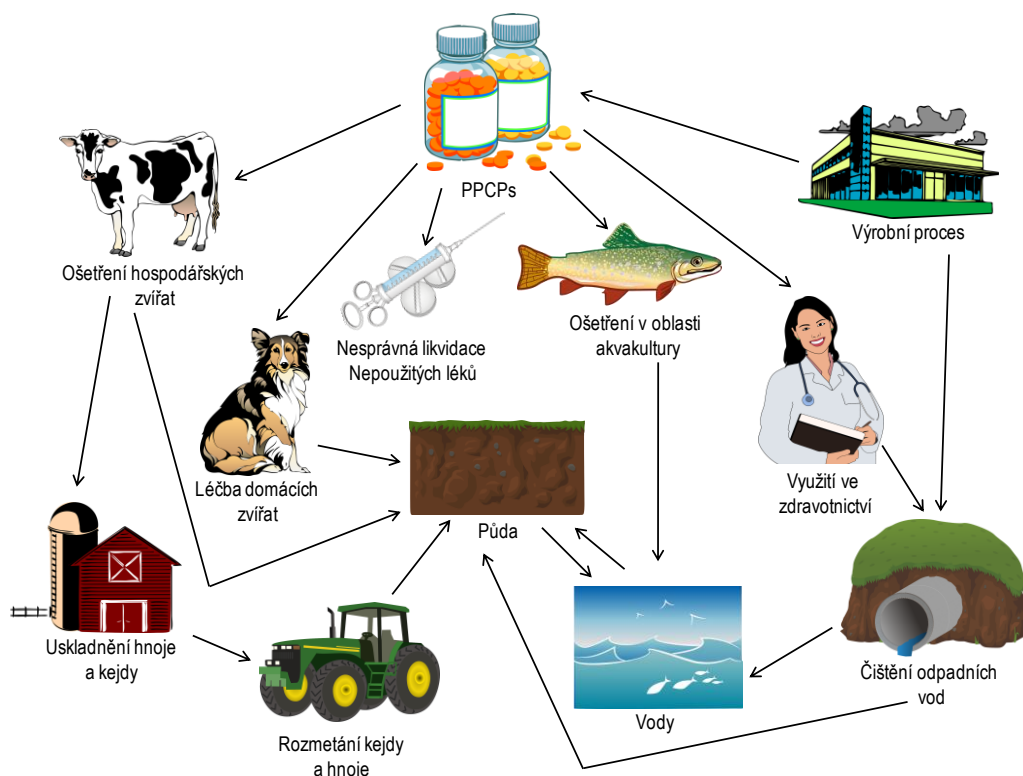 PPCPs
Výrobní proces
Ošetření hospodářských
zvířat
Ošetření v oblasti
akvakultury
Nesprávná likvidace
Nepoužitých léků
Léčba domácích
zvířat
Využití ve
zdravotnictví
Půda
Uskladnění hnoje
a kejdy
Čištění odpadních
vod
Vody
Rozmetání kejdy
a hnoje